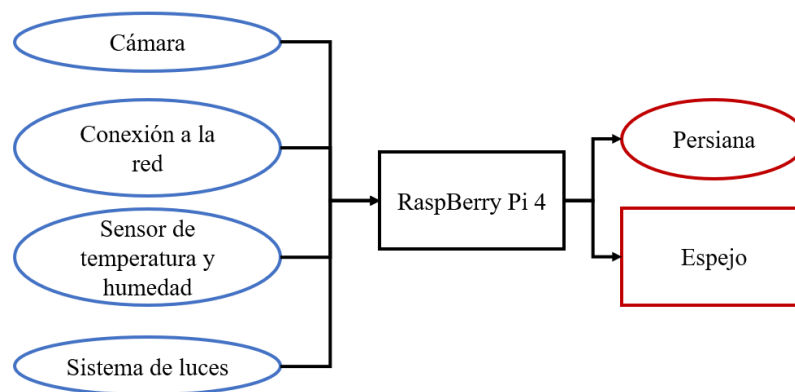 Cámara
Conexión a la
red
Sensor de
temperatura y
humedad
Sistema de luces
RaspBerry Pi 4
Persiana
Espejo